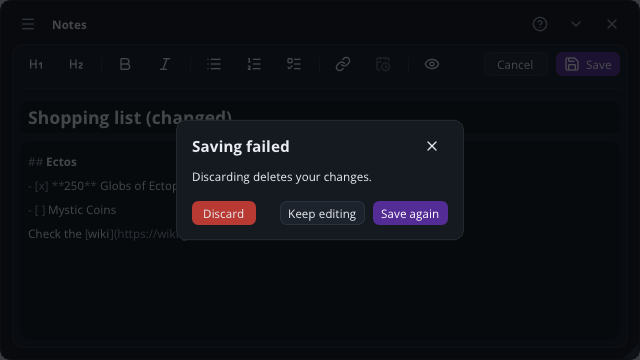 Notes
H1 H2 B I Cancel Save
Shopping list (changed)
## Ectos
- [x] **250** Globs of Ectop
- [ ] Mystic Coins
Check the [wiki](https://wiki
Saving failed
Discarding deletes your changes.
Discard Keep editing Save again